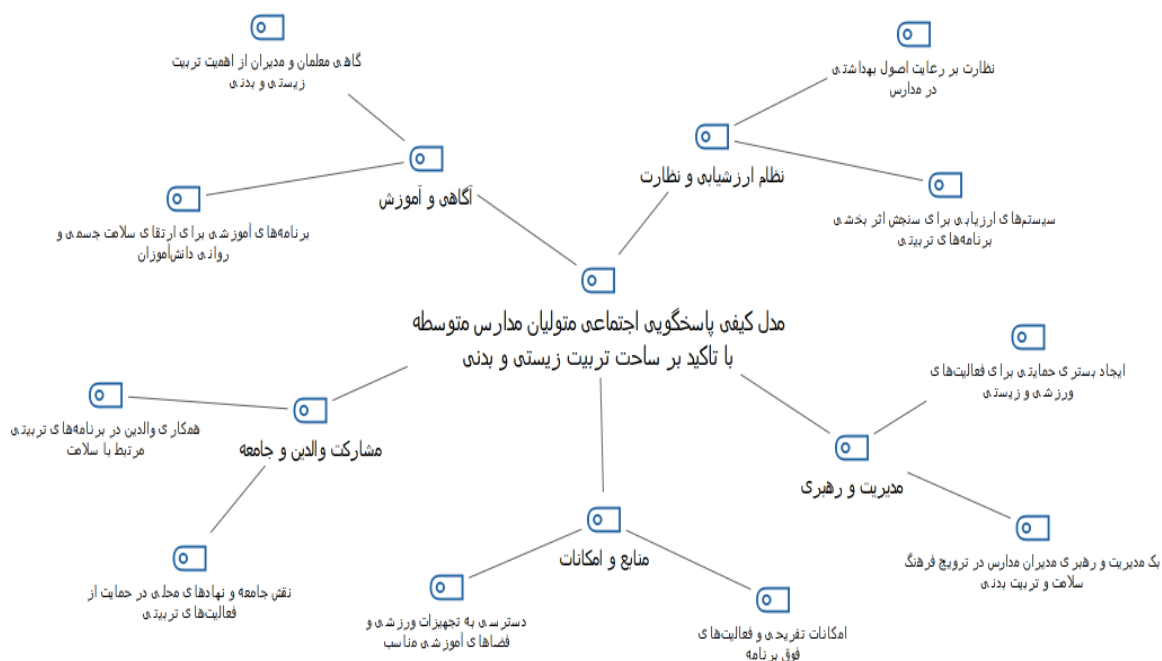 گاهی معلمان و مدیران از اهمیت تربیت
زیستی و بدنی
نظارت بر رعایت اصول بهداشتی
در مدارس
آگاهی و آموزش
نظام ارزشیابی و نظارت
برنامه‌های آموزشی برای ارتقای سلامت جسمی و
روانی دانش‌آموزان
سیستم‌های ارزیابی برای سنجش اثر بخشی
برنامه‌های تربیتی
مدل کیفی پاسخگویی اجتماعی متولیان مدارس متوسطه
با تاکید بر ساحت تربیت زیستی و بدنی
ایجاد بستری حمایتی برای فعالیت‌های
ورزشی و زیستی
همکاری والدین در برنامه‌های تربیتی
مرتبط با سلامت
مشارکت والدین و جامعه
مدیریت و رهبری
منابع و امکانات
بک مدیریت و رهبری مدیران مدارس در ترویج فرهنگ
سلامت و تربیت بدنی
نقش جامعه و نهادهای محلی در حمایت از
فعالیت‌های تربیتی
دسترسی به تجهیزات ورزشی و
فضاهای آموزشی مناسب
امکانات تفریحی و فعالیت‌های
فوق برنامه